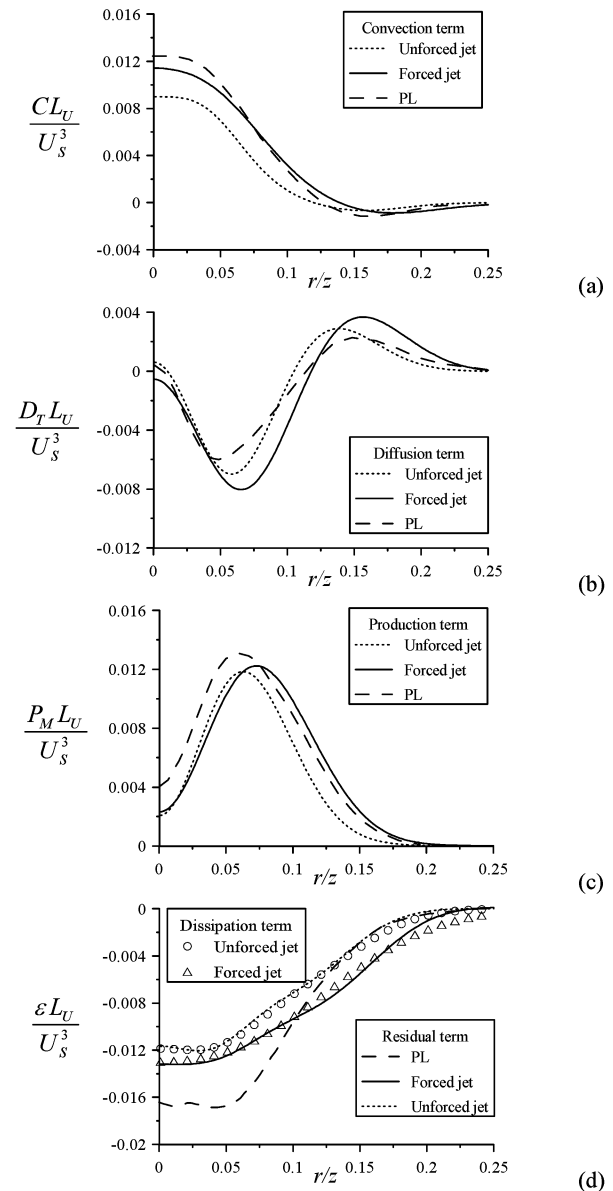 0.016
Convection term
Unforced jet
Forced jet
PL
0.012
0.008
0.004
0
-0.004
C L_U
U_S^3
0 0.05 0.1 0.15 0.2 0.25
r/z
(a)
0.004
0
-0.004
-0.008
-0.012
D_T L_U
U_S^3
Diffusion term
Unforced jet
Forced jet
PL
0 0.05 0.1 0.15 0.2 0.25
r/z
(b)
0.016
Production term
Unforced jet
Forced jet
PL
0.012
0.008
0.004
0
P_M L_U
U_S^3
0 0.05 0.1 0.15 0.2 0.25
r/z
(c)
0
Dissipation term
Unforced jet
Forced jet
-0.004
-0.008
-0.012
-0.016
-0.02
ε L_U
U_S^3
Residual term
PL
Forced jet
Unforced jet
0 0.05 0.1 0.15 0.2 0.25
r/z
(d)